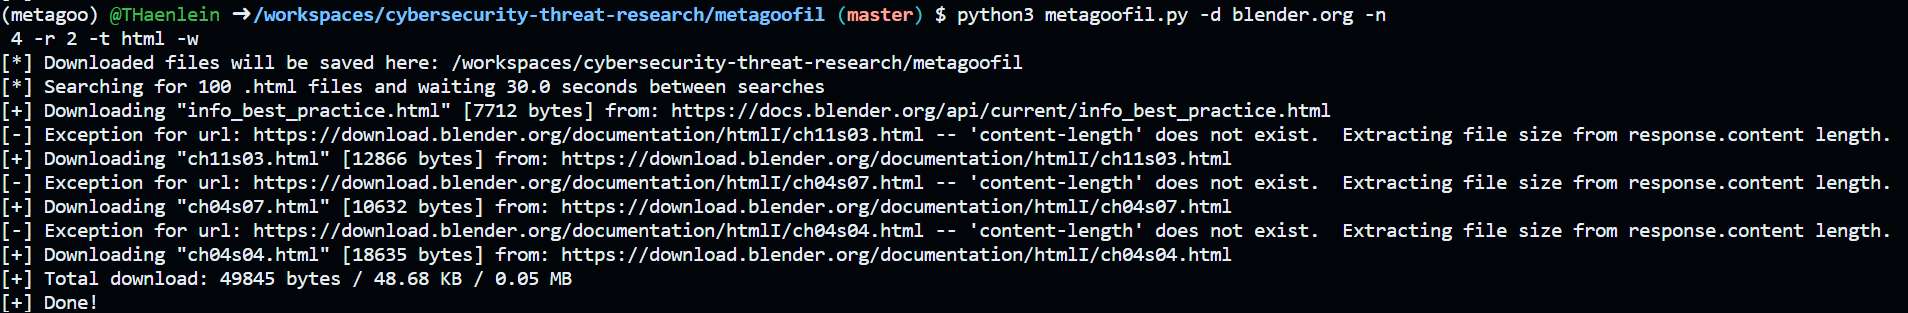 (metagoo) @THaenlein ➜/workspaces/cybersecurity-threat-research/metagoofil (master) $ python3 metagoofil.py -d blender.org -n
 4 -r 2 -t html -w
[*] Downloaded files will be saved here: /workspaces/cybersecurity-threat-research/metagoofil
[*] Searching for 100 .html files and waiting 30.0 seconds between searches
[+] Downloading "info_best_practice.html" [7712 bytes] from: https://docs.blender.org/api/current/info_best_practice.html
[-] Exception for url: https://download.blender.org/documentation/htmlI/ch11s03.html -- 'content-length' does not exist.  Extracting file size from response.content length.
[+] Downloading "ch11s03.html" [12866 bytes] from: https://download.blender.org/documentation/htmlI/ch11s03.html
[-] Exception for url: https://download.blender.org/documentation/htmlI/ch04s07.html -- 'content-length' does not exist.  Extracting file size from response.content length.
[+] Downloading "ch04s07.html" [10632 bytes] from: https://download.blender.org/documentation/htmlI/ch04s07.html
[-] Exception for url: https://download.blender.org/documentation/htmlI/ch04s04.html -- 'content-length' does not exist.  Extracting file size from response.content length.
[+] Downloading "ch04s04.html" [18635 bytes] from: https://download.blender.org/documentation/htmlI/ch04s04.html
[+] Total download: 49845 bytes / 48.68 KB / 0.05 MB
[+] Done!